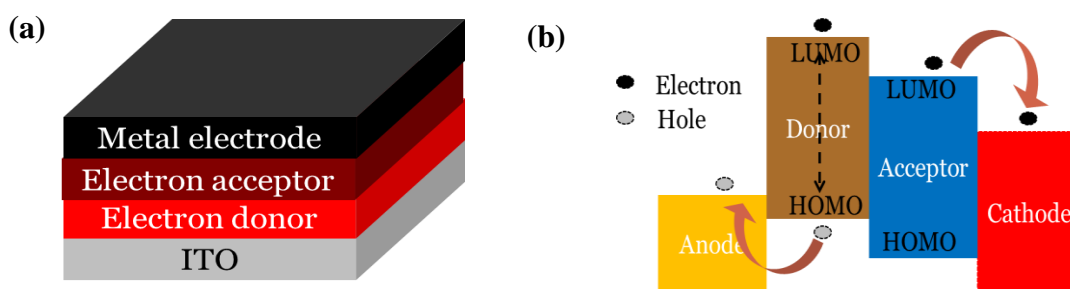 (a)
Metal electrode
Electron acceptor
Electron donor
ITO
(b)
Electron
Hole
LUMO
Donor
HOMO
LUMO
Acceptor
HOMO
Anode
Cathode